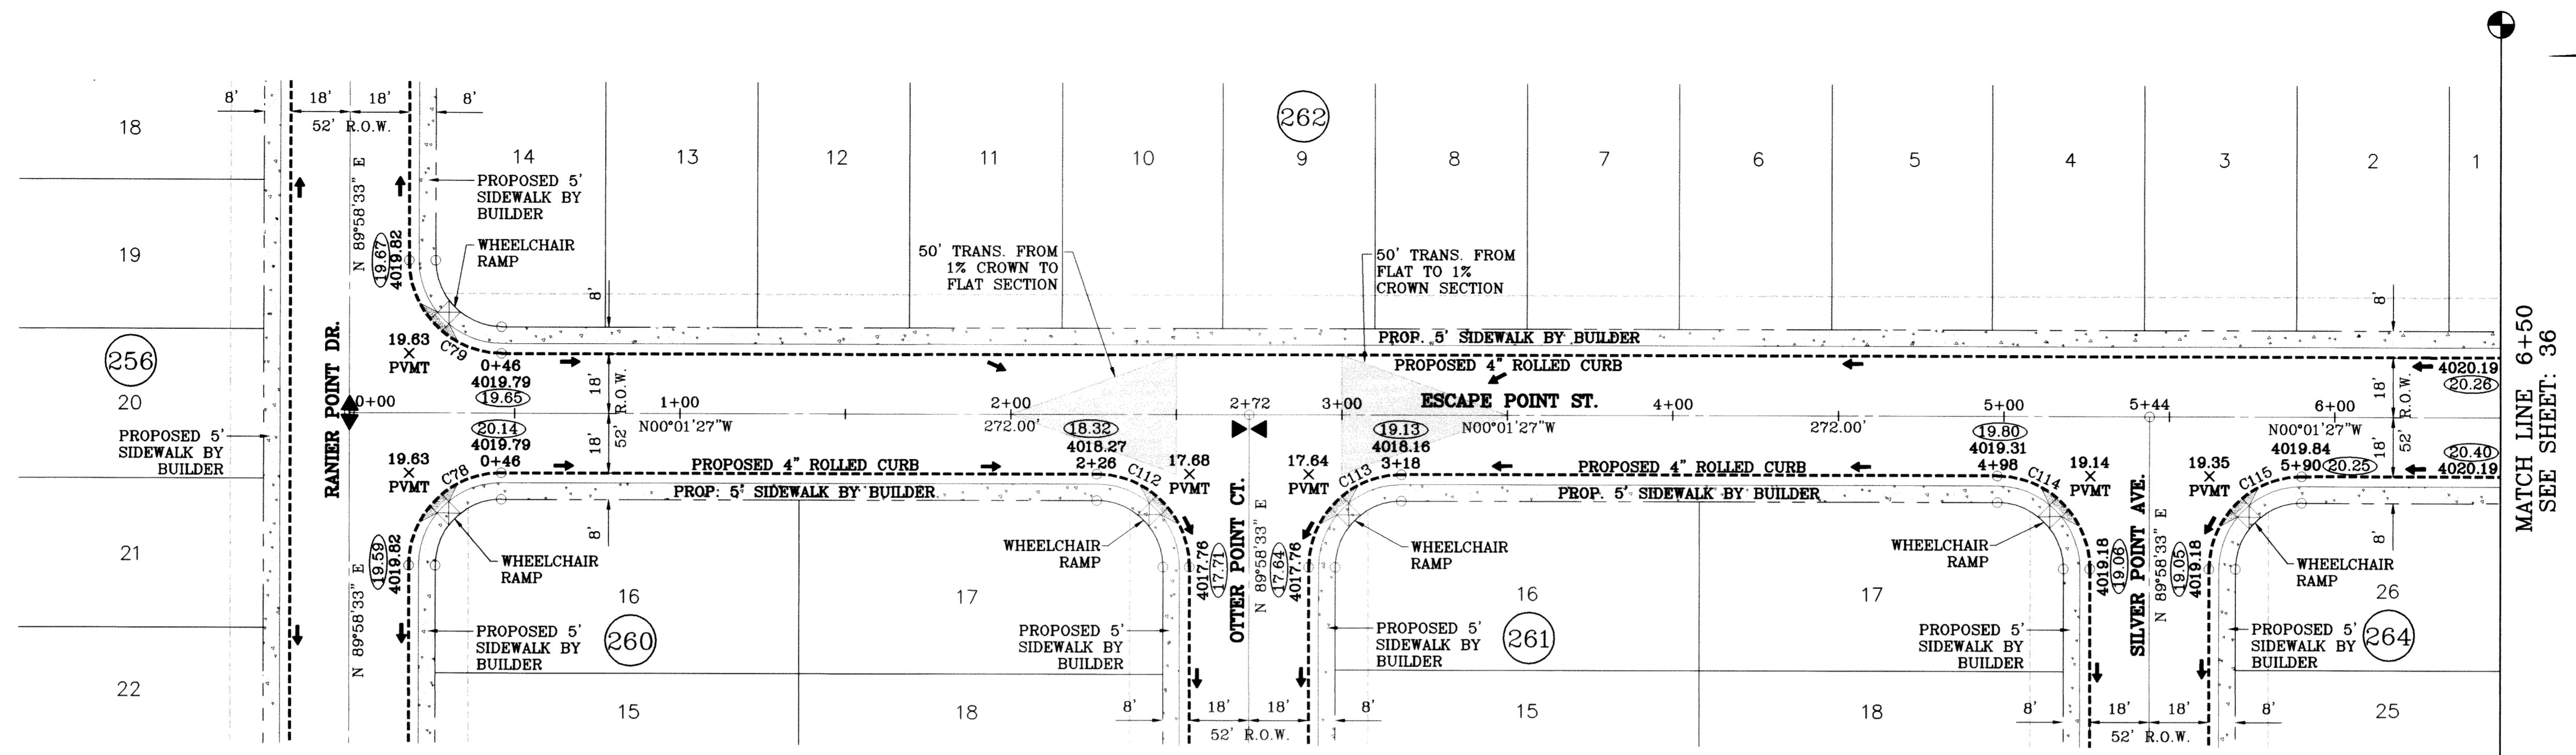 8'
18'
18'
8'
52' R.O.W.
18
19
256
20
PROPOSED 5'
SIDEWALK BY
BUILDER
21
22
RANIER POINT DR.
N 89°58'33" E
N 89°58'33" E
19.67
4019.82
19.59
4019.82
PROPOSED 5'
SIDEWALK BY
BUILDER
WHEELCHAIR
RAMP
262
14
13
12
11
10
9
8
7
6
5
4
3
2
1
50' TRANS. FROM
1% CROWN TO
FLAT SECTION
50' TRANS. FROM
FLAT TO 1%
CROWN SECTION
8'
8'
PROP. 5' SIDEWALK BY BUILDER
PROPOSED 4" ROLLED CURB
19.63
PVMT
C79
0+46
4019.79
19.65
18'
R.O.W.
18'
52'
8'
4020.19
20.26
18'
R.O.W.
18'
52'
8'
ESCAPE POINT ST.
0+00
1+00
2+00
2+72
3+00
4+00
5+00
5+44
6+00
N00°01'27"W
272.00'
N00°01'27"W
272.00'
N00°01'27"W
20.14
4019.79
0+46
19.63
PVMT
C78
PROPOSED 4" ROLLED CURB
PROP. 5' SIDEWALK BY BUILDER
18.32
4018.27
2+26
C112
17.68
PVMT
17.64
PVMT
C113
19.13
4018.16
3+18
PROPOSED 4" ROLLED CURB
PROP. 5' SIDEWALK BY BUILDER
19.80
4019.31
4+98
C114
19.14
PVMT
19.35
PVMT
C115
4019.84
5+90
20.25
20.40
4020.19
WHEELCHAIR
RAMP
WHEELCHAIR
RAMP
WHEELCHAIR
RAMP
WHEELCHAIR
RAMP
WHEELCHAIR
RAMP
4017.76
17.71
OTTER POINT CT.
N 89°58'33" E
17.64
4017.76
4019.18
19.06
SILVER POINT AVE.
N 89°58'33" E
19.05
4019.18
16
17
16
17
26
PROPOSED 5'
SIDEWALK BY
BUILDER
260
PROPOSED 5'
SIDEWALK BY
BUILDER
PROPOSED 5'
SIDEWALK BY
BUILDER
261
PROPOSED 5'
SIDEWALK BY
BUILDER
PROPOSED 5'
SIDEWALK BY
BUILDER
264
15
18
15
18
25
8'
18'
18'
8'
52' R.O.W.
8'
18'
18'
8'
52' R.O.W.
MATCH LINE 6+50
SEE SHEET: 36